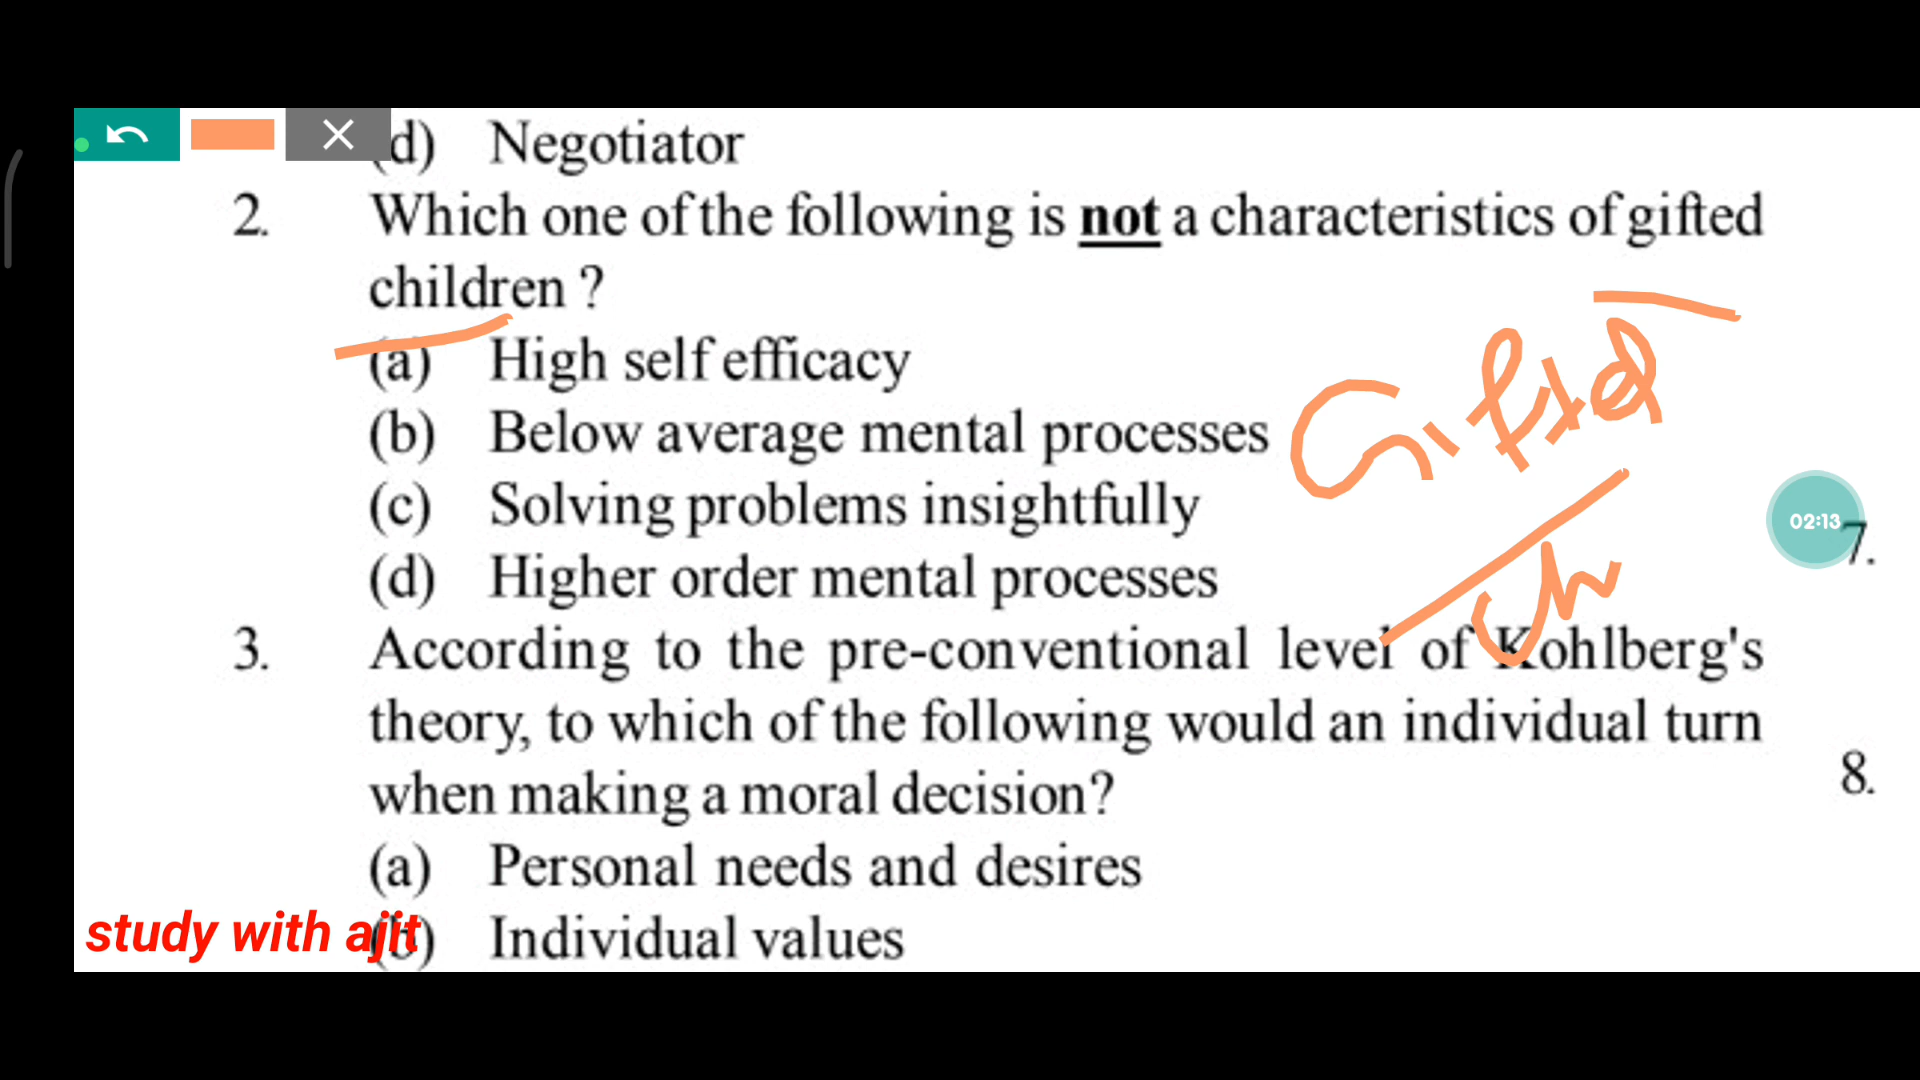 (d) Negotiator
2. Which one of the following is not a characteristics of gifted
children ?
(a) High self efficacy
(b) Below average mental processes
(c) Solving problems insightfully
(d) Higher order mental processes
Gifted
ch
02:13
7.
3. According to the pre-conventional level of Kohlberg's
theory, to which of the following would an individual turn
when making a moral decision?
8.
(a) Personal needs and desires
(b) Individual values
study with ajit